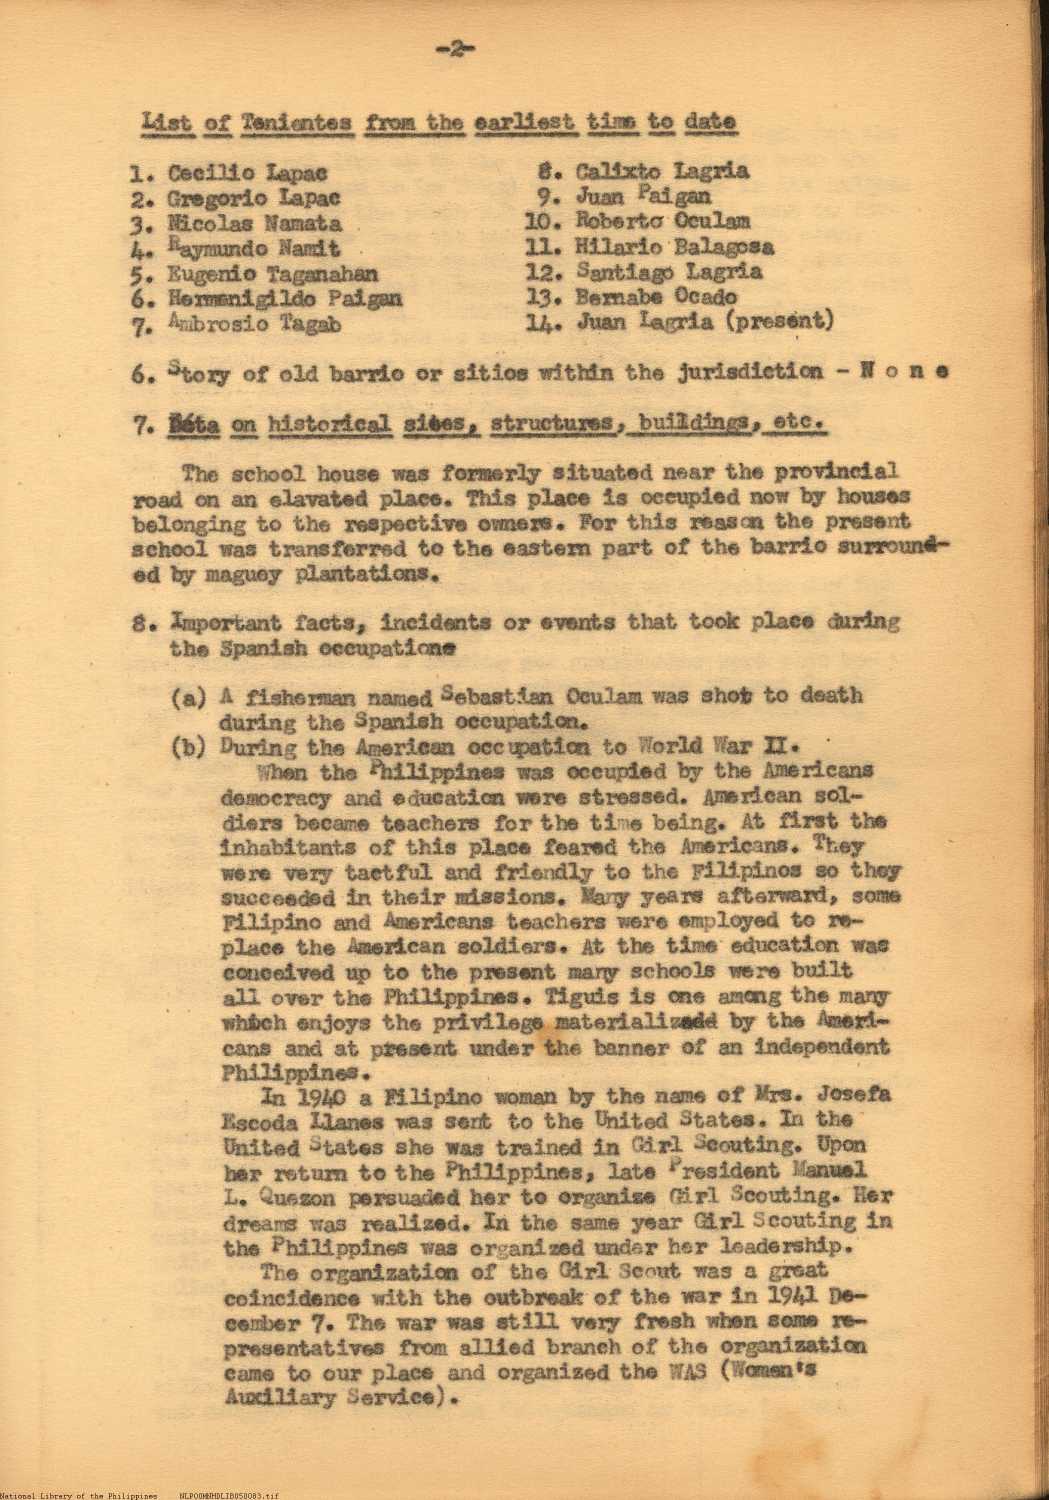 -2-
List of Tenientes from the earliest time to date
1. Cecilio Lapac
2. Gregorio Lapac
3. Nicolas Namata
4. Raymundo Namit
5. Eugenio Taganahan
6. Hermenigildo Paigan
7. Ambrosio Tagab
8. Calixto Lagria
9. Juan Paigan
10. Roberto Oculam
11. Hilario Balagosa
12. Santiago Lagria
13. Bernabe Ocado
14. Juan Lagria (present)
6. Story of old barrio or sitios within the jurisdiction - N o n e
7. Data on historical sites, structures, buildings, etc.
The school house was formerly situated near the provincial
road on an elavated place. This place is occupied now by houses
belonging to the respective owners. For this reason the present
school was transferred to the eastern part of the barrio surround-
ed by maguey plantations.
8. Important facts, incidents or events that took place during
the Spanish occupations
(a) A fisherman named Sebastian Oculam was shot to death
during the Spanish occupation.
(b) During the American occupation to World War II.
When the Philippines was occupied by the Americans
democracy and education were stressed. American sol-
diers became teachers for the time being. At first the
inhabitants of this place feared the Americans. They
were very tactful and friendly to the Filipinos so they
succeeded in their missions. Many years afterward, some
Filipino and Americans teachers were employed to re-
place the American soldiers. At the time education was
conceived up to the present many schools were built
all over the Philippines. Tiguis is one among the many
which enjoys the privilege materialized by the Ameri-
cans and at present under the banner of an independent
Philippines.
In 1940 a Filipino woman by the name of Mrs. Josefa
Escoda Llanes was sent to the United States. In the
United States she was trained in Girl Scouting. Upon
her return to the Philippines, late President Manuel
L. Quezon persuaded her to organize Girl Scouting. Her
dreams was realized. In the same year Girl Scouting in
the Philippines was organized under her leadership.
The organization of the Girl Scout was a great
coincidence with the outbreak of the war in 1941 De-
cember 7. The war was still very fresh when some re-
presentatives from allied branch of the organization
came to our place and organized the WAS (Women's
Auxiliary Service).
National Library of the Philippines NLPO0MNHDLIB050083.tif